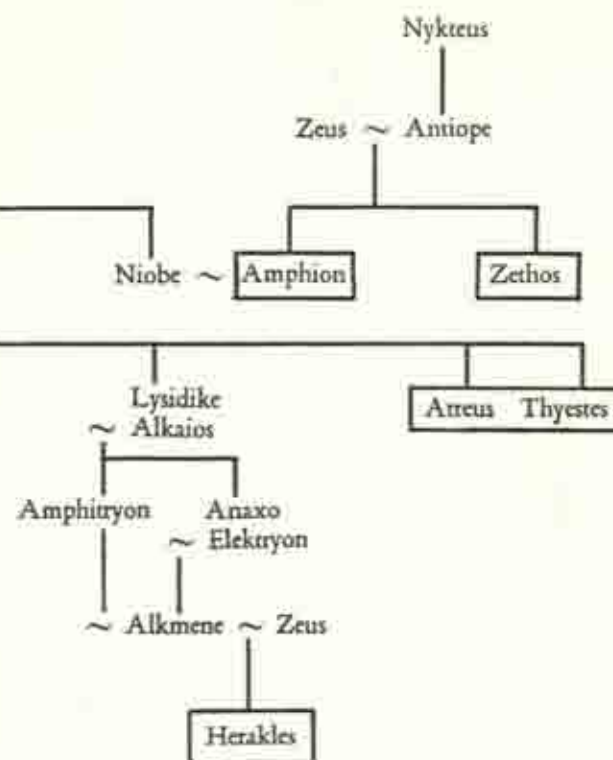 Nykteus
Zeus ~ Antiope
Niobe ~ Amphion Zethos
Lysidike
~ Alkaios
Atreus Thyestes
Amphitryon Anaxo
~ Elektryon
~ Alkmene ~ Zeus
Herakles